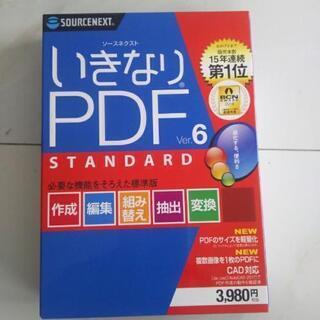 SOURCENEXT
ソースネクスト
いきなり
PDF Ver.6
STANDARD
15年連続
第1位
BCN
必要な機能をそろえた標準版
作成 編集 組み替え 抽出 変換
NEW
PDFのサイズを軽量化
NEW
複数画像を1枚のPDFに
CAD対応
3,980円